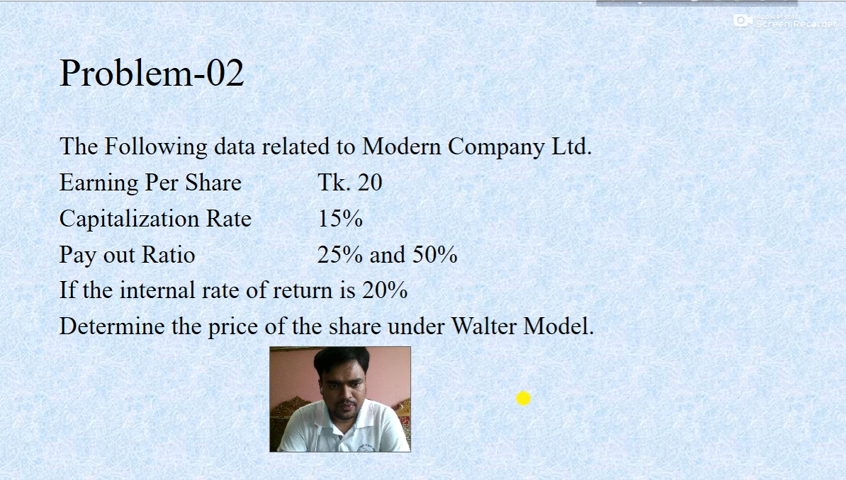 Screen Recorder
Problem-02
The Following data related to Modern Company Ltd.
Earning Per Share Tk. 20
Capitalization Rate 15%
Pay out Ratio 25% and 50%
If the internal rate of return is 20%
Determine the price of the share under Walter Model.